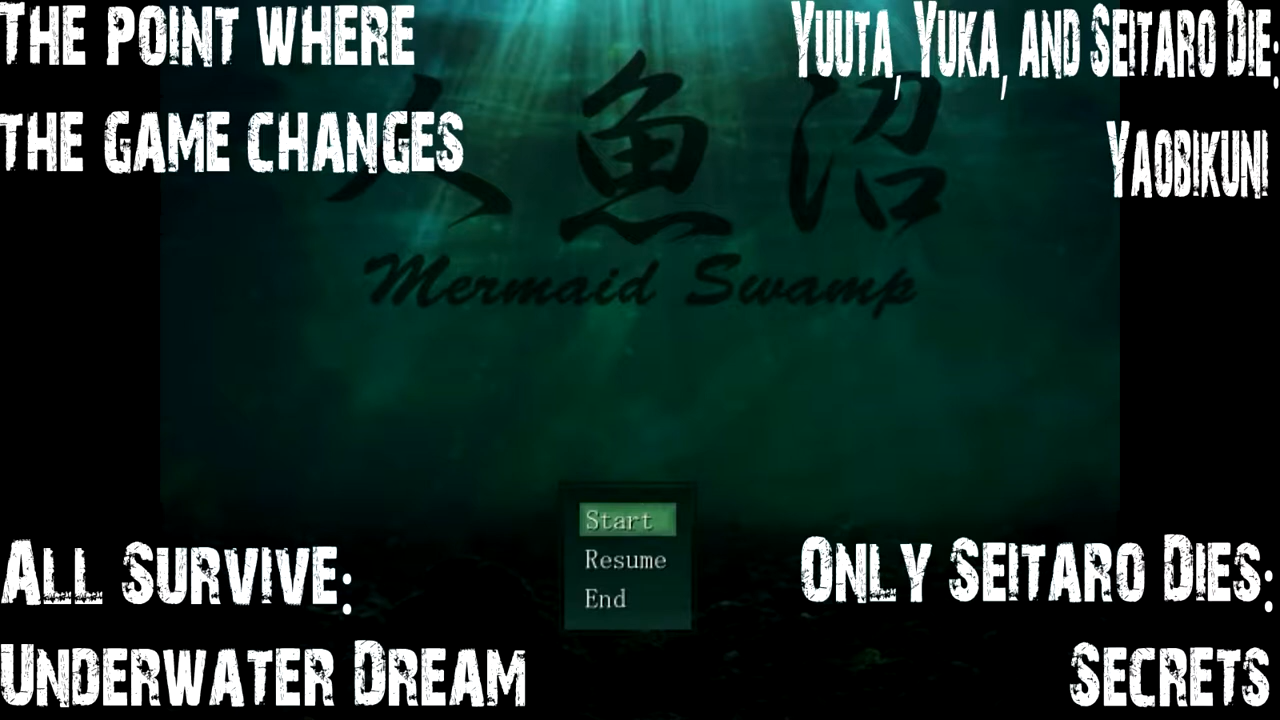 The point where
the game changes
Yuuta, Yuka, and Seitaro Die:
Yaobikuni
人魚沼
Mermaid Swamp
Start
Resume
End
All Survive:
Underwater Dream
Only Seitaro Dies:
Secrets